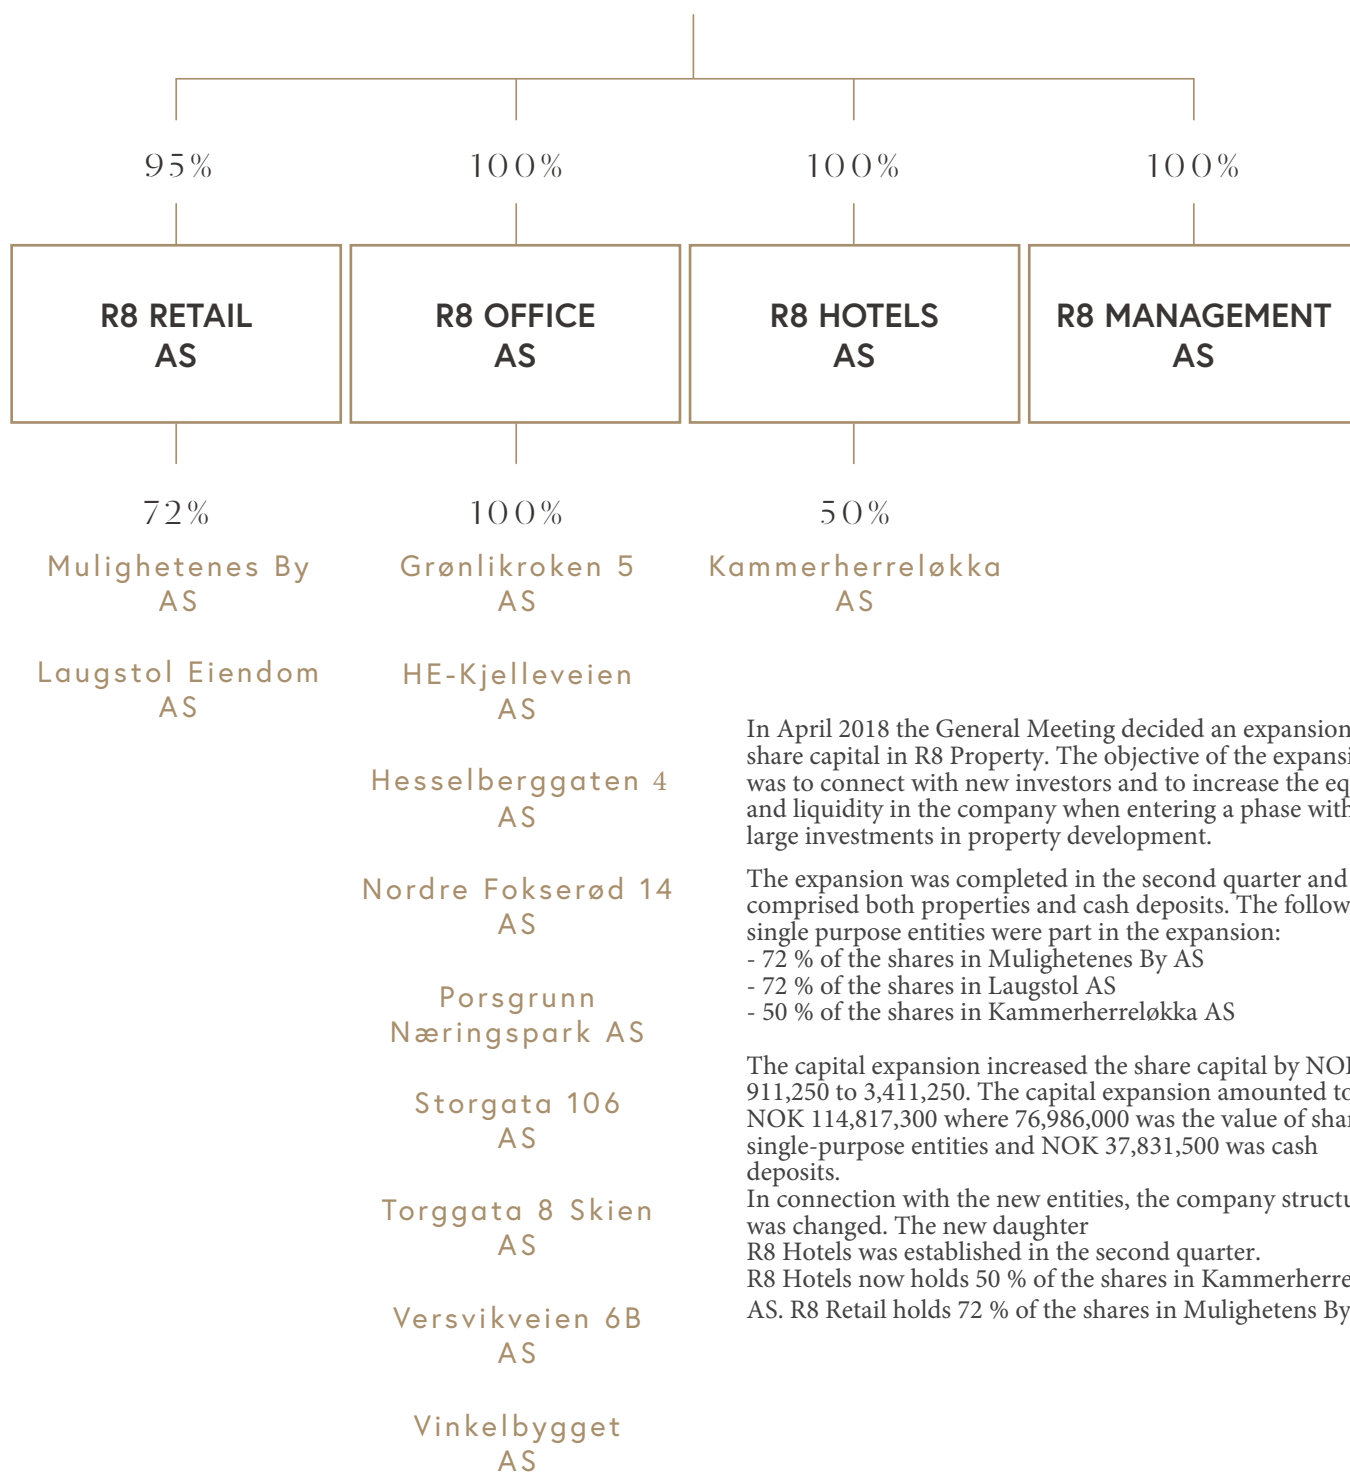 95%
100%
100%
100%
R8 RETAIL
AS
R8 OFFICE
AS
R8 HOTELS
AS
R8 MANAGEMENT
AS
72%
Mulighetenes By
AS
Laugstol Eiendom
AS
100%
Grønlikroken 5
AS
HE-Kjelleveien
AS
Hesselberggaten 4
AS
Nordre Fokserød 14
AS
Porsgrunn
Næringspark AS
Storgata 106
AS
Torggata 8 Skien
AS
Versvikveien 6B
AS
Vinkelbygget
AS
50%
Kammerherreløkka
AS
In April 2018 the General Meeting decided an expansion
share capital in R8 Property. The objective of the expansi
was to connect with new investors and to increase the eq
and liquidity in the company when entering a phase with
large investments in property development.
The expansion was completed in the second quarter and
comprised both properties and cash deposits. The follow
single purpose entities were part in the expansion:
- 72 % of the shares in Mulighetenes By AS
- 72 % of the shares in Laugstol AS
- 50 % of the shares in Kammerherreløkka AS
The capital expansion increased the share capital by NO
911,250 to 3,411,250. The capital expansion amounted to
NOK 114,817,300 where 76,986,000 was the value of shar
single-purpose entities and NOK 37,831,500 was cash
deposits.
In connection with the new entities, the company structu
was changed. The new daughter
R8 Hotels was established in the second quarter.
R8 Hotels now holds 50 % of the shares in Kammerherre
AS. R8 Retail holds 72 % of the shares in Mulighetens By